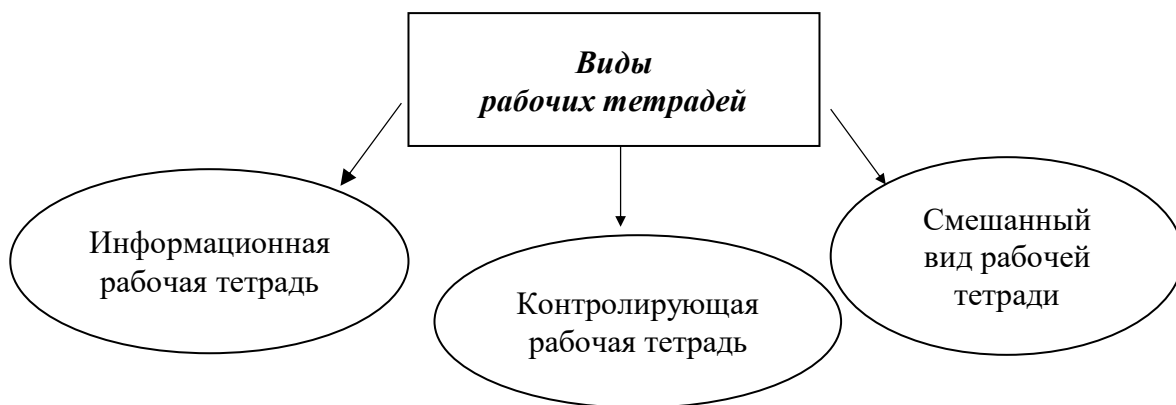 Виды
рабочих тетрадей
Информационная
рабочая тетрадь
Контролирующая
рабочая тетрадь
Смешанный
вид рабочей
тетради